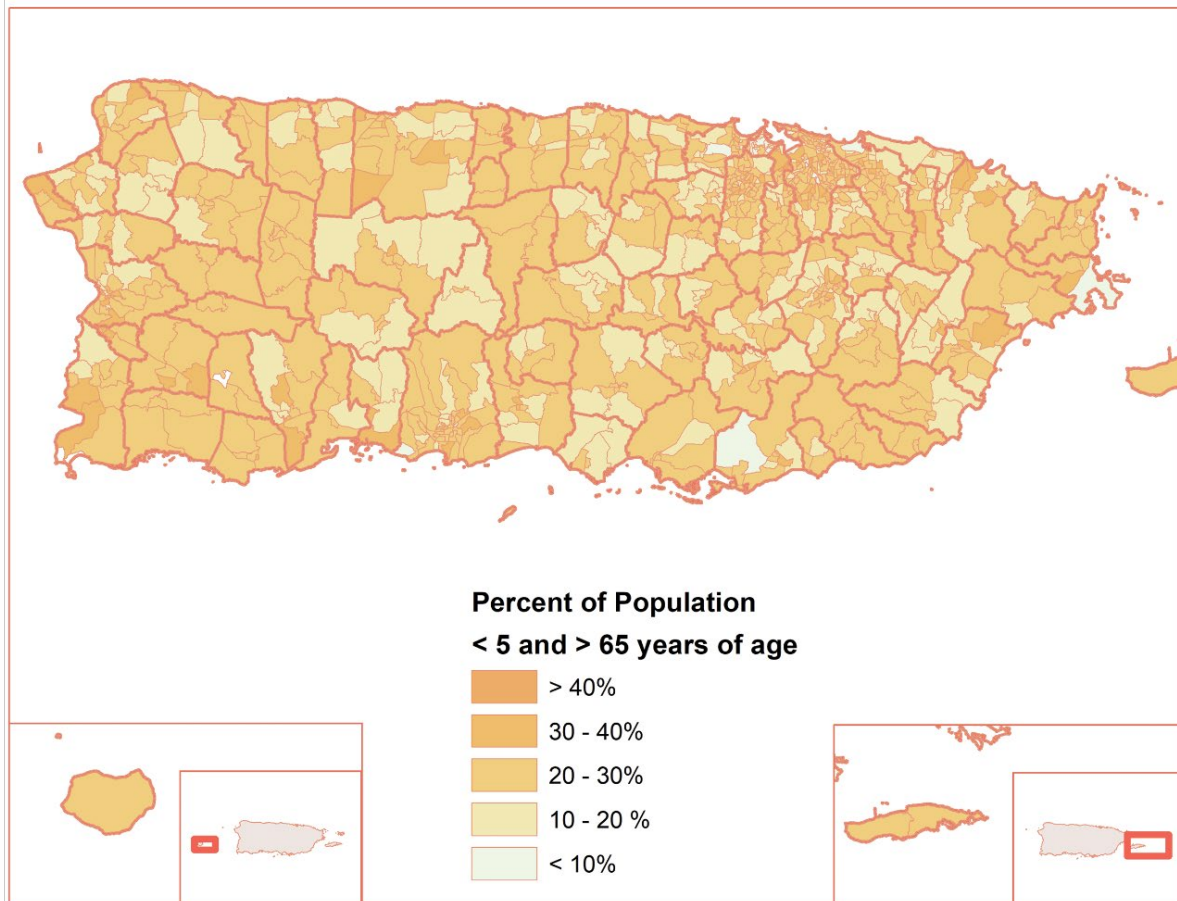 Percent of Population
< 5 and > 65 years of age
> 40%
30 - 40%
20 - 30%
10 - 20 %
< 10%